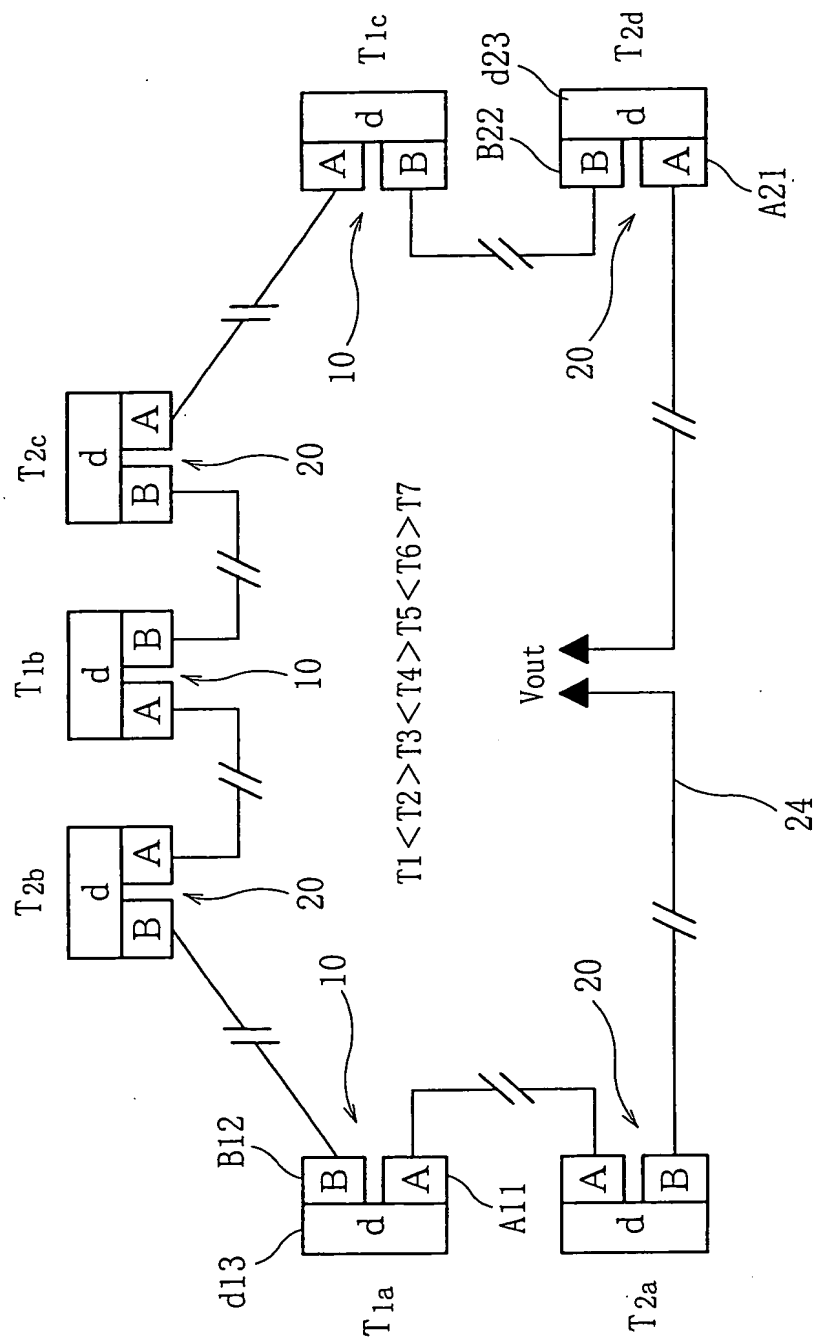 T2b T1b T2c
d d d
B A A B B A
20 10 20
d13 B12 10 10
B A
T1a d d T1c
A B
T1<T2>T3<T4>T5<T6>T7
A11 B22 d23
Vout
A B
20 20
T2a d d T2d
B A
24 A21